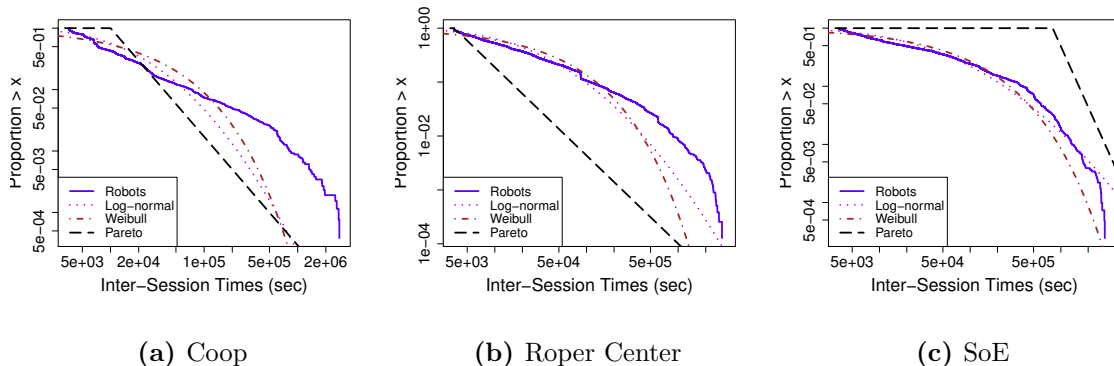 Proportion > x
5e-01
5e-02
5e-03
5e-04
Robots
Log-normal
Weibull
Pareto
5e+03 2e+04 1e+05 5e+05 2e+06
Inter-Session Times (sec)
(a) Coop
Proportion > x
1e+00
1e-02
1e-04
Robots
Log-normal
Weibull
Pareto
5e+03 5e+04 5e+05
Inter-Session Times (sec)
(b) Roper Center
Proportion > x
5e-01
5e-02
5e-03
5e-04
Robots
Log-normal
Weibull
Pareto
5e+03 5e+04 5e+05
Inter-Session Times (sec)
(c) SoE